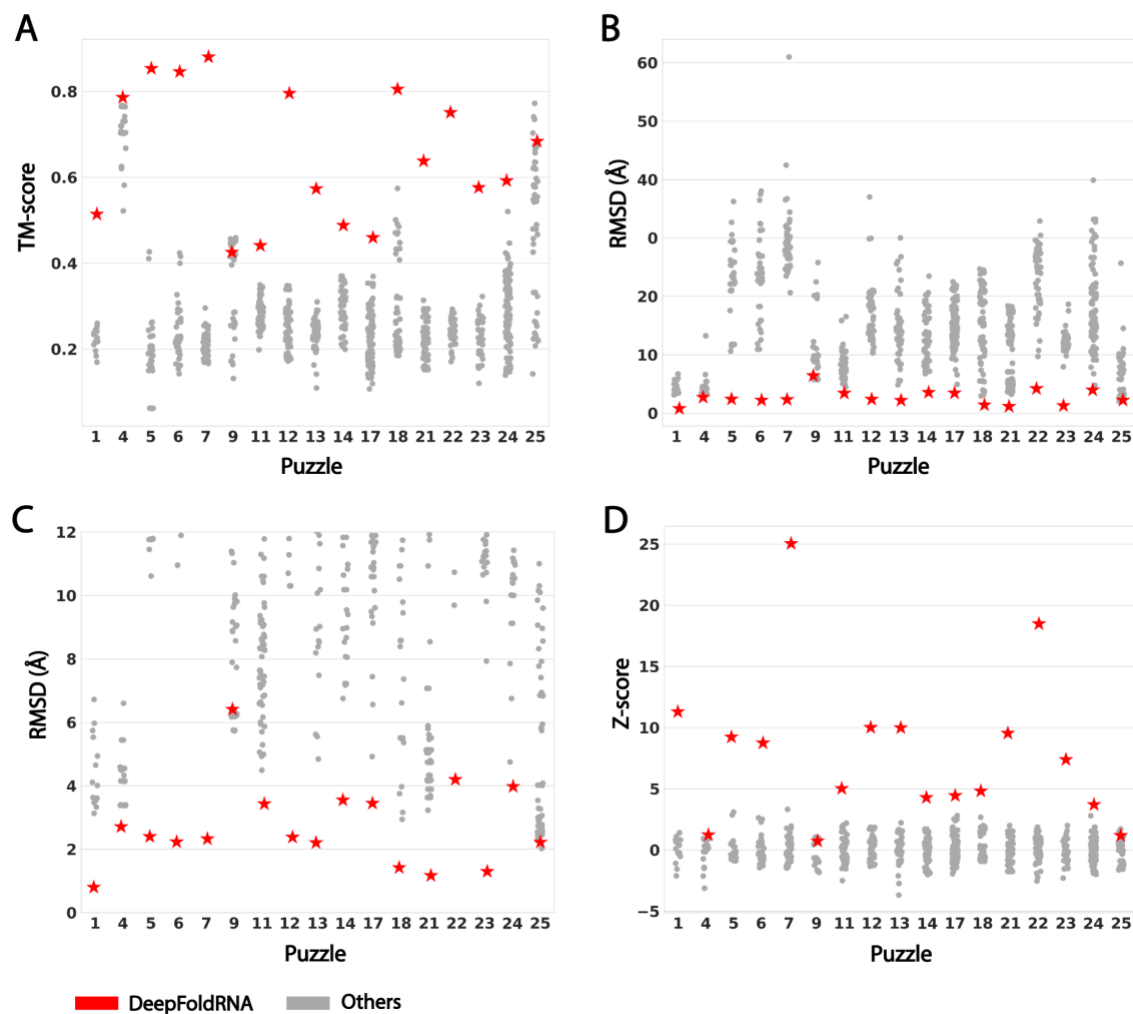 A
TM-score
0.8
0.6
0.4
0.2
1 4 5 6 7 9 11 12 13 14 17 18 21 22 23 24 25
Puzzle
B
RMSD (Å)
60
50
40
0
20
10
0
1 4 5 6 7 9 11 12 13 14 17 18 21 22 23 24 25
Puzzle
C
RMSD (Å)
12
10
8
6
4
2
0
1 4 5 6 7 9 11 12 13 14 17 18 21 22 23 24 25
Puzzle
D
Z-score
25
20
15
10
5
0
−5
1 4 5 6 7 9 11 12 13 14 17 18 21 22 23 24 25
Puzzle
DeepFoldRNA Others